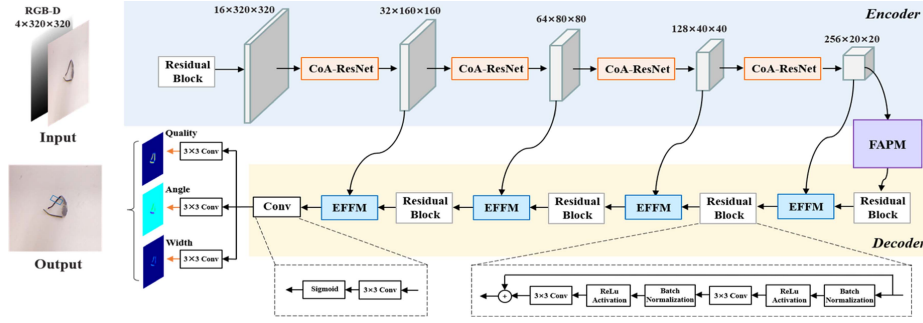 RGB-D
4×320×320
16×320×320
32×160×160
64×80×80
128×40×40
256×20×20
Encoder
Residual
Block
CoA-ResNet
CoA-ResNet
CoA-ResNet
CoA-ResNet
Input
FAPM
Quality
3×3 Conv
Angle
3×3 Conv
Width
3×3 Conv
Conv
EFFM
Residual
Block
EFFM
Residual
Block
EFFM
Residual
Block
EFFM
Residual
Block
Decoder
Output
Sigmoid
3×3 Conv
+
3×3 Conv
ReLu
Activation
Batch
Normalization
3×3 Conv
ReLu
Activation
Batch
Normalization